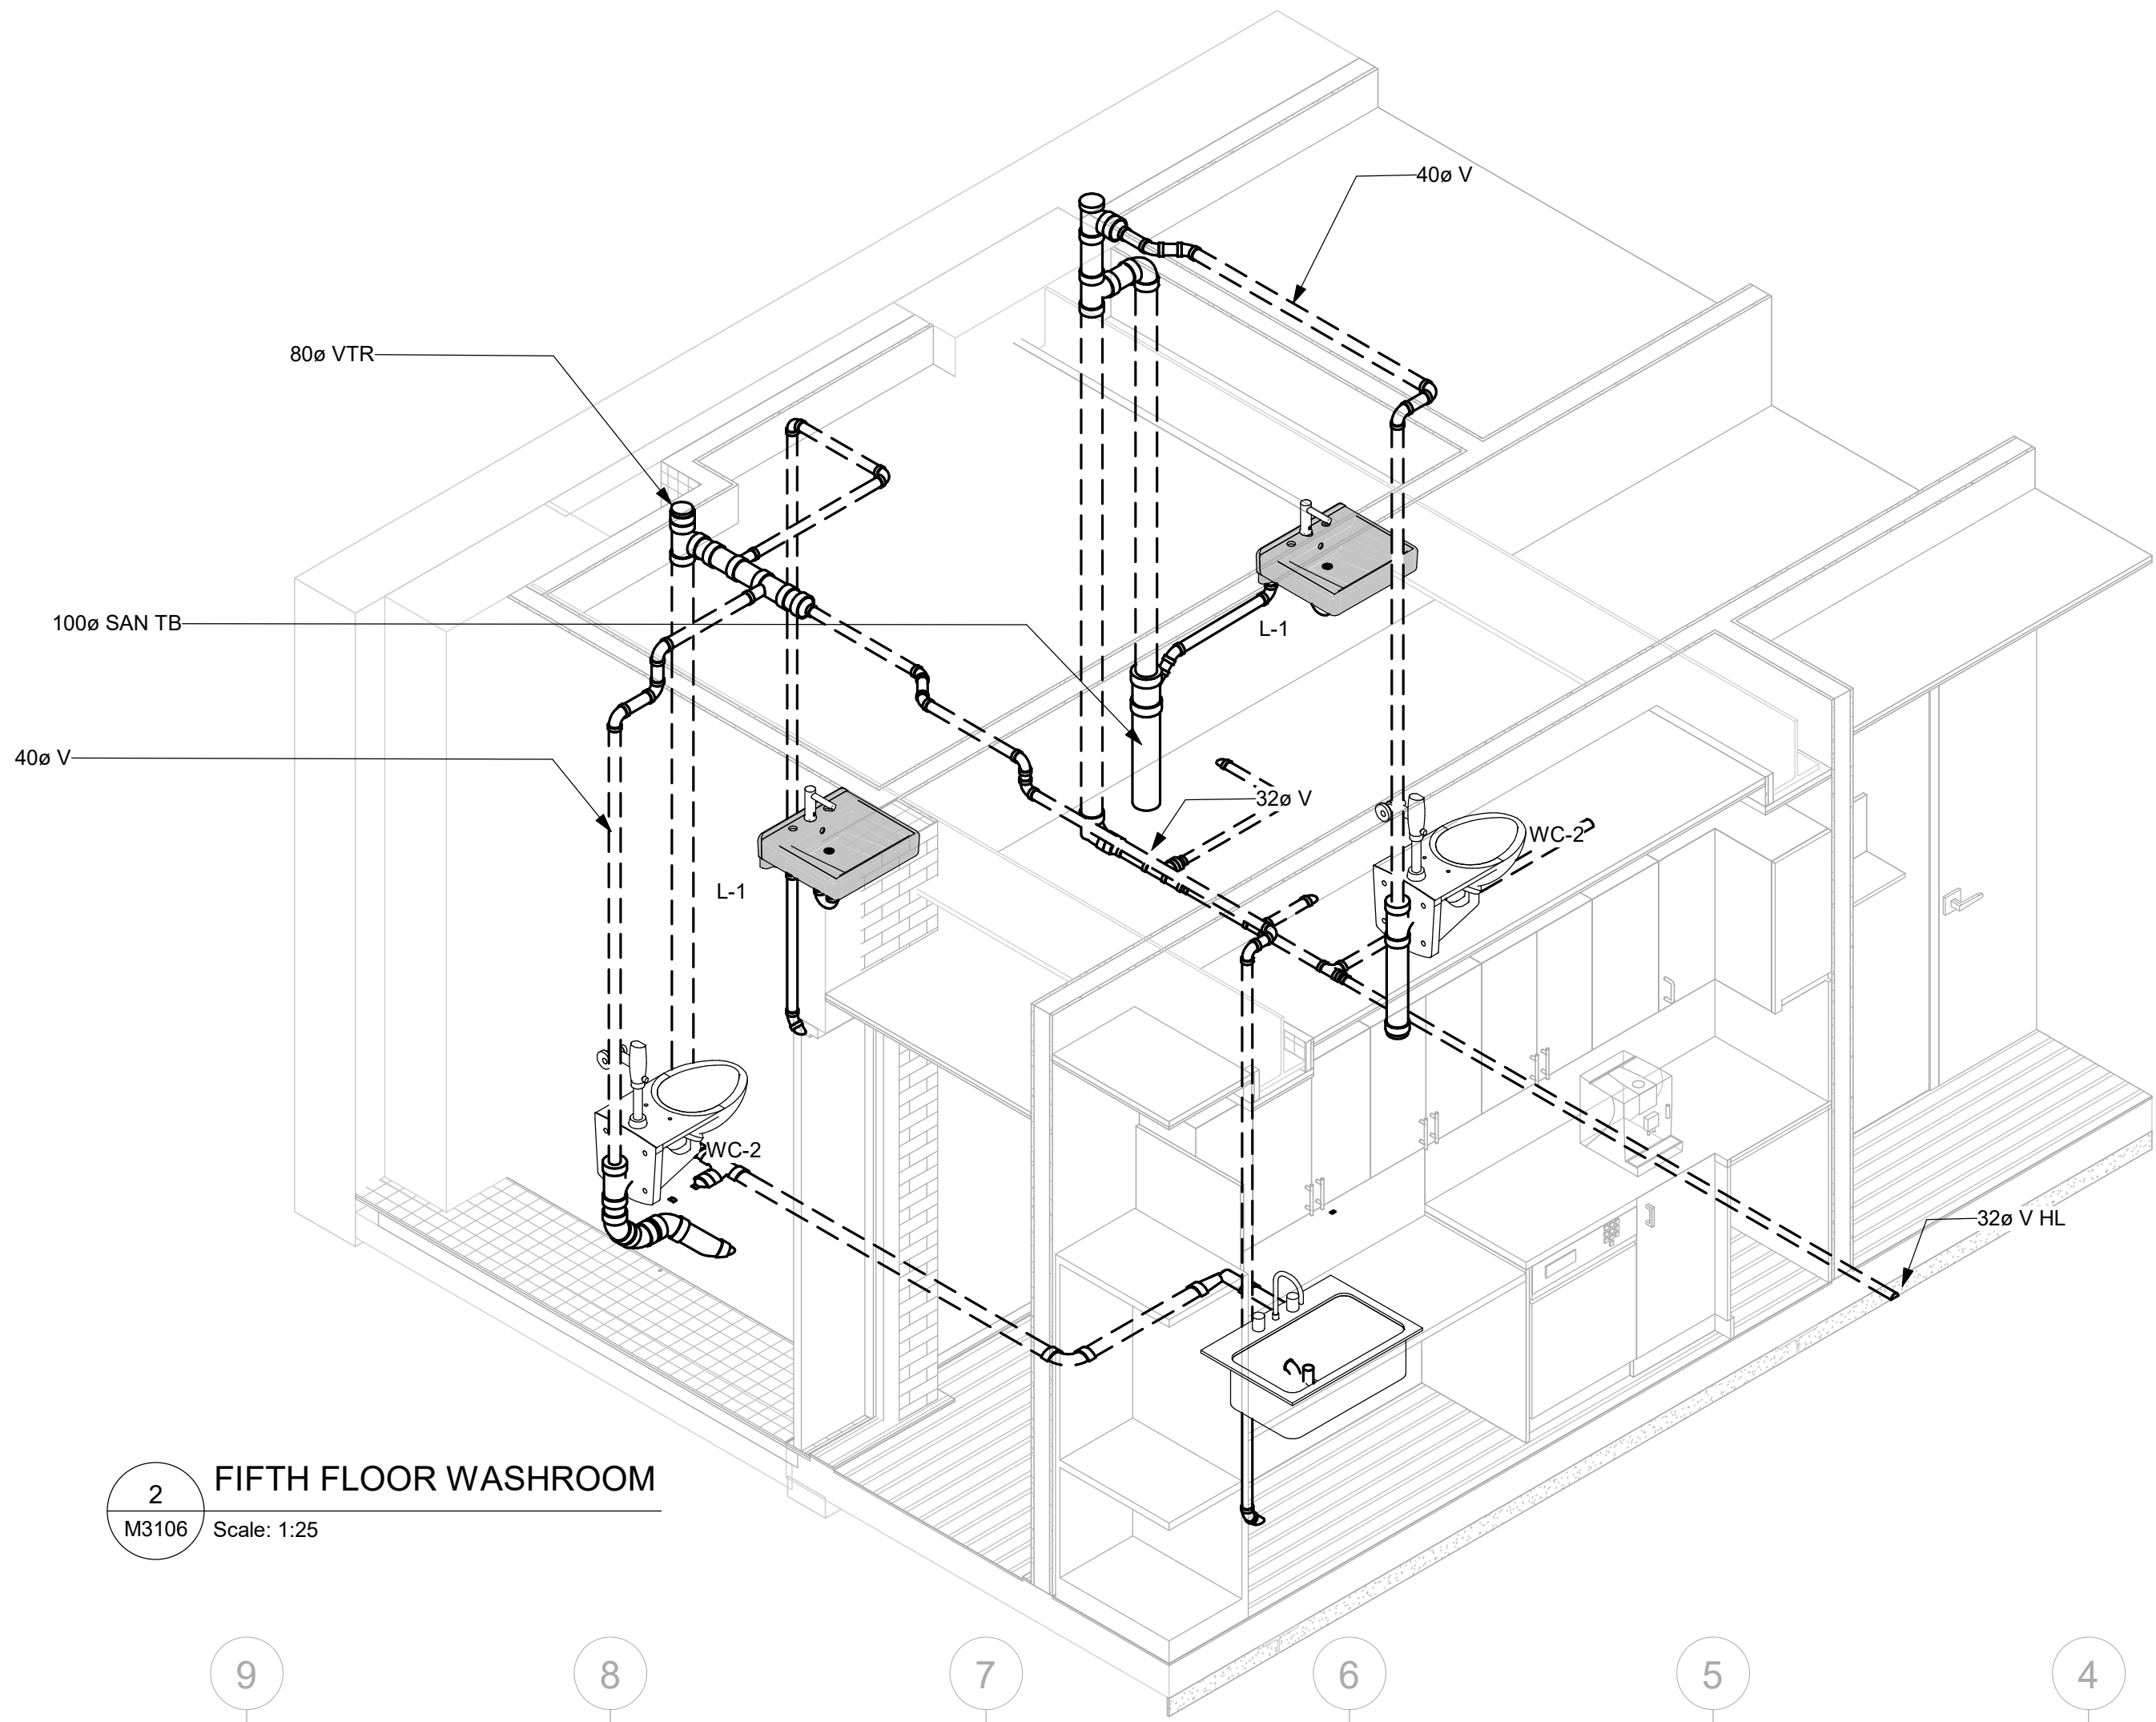 40ø V
80ø VTR
100ø SAN TB
L-1
40ø V
32ø V
WC-2
L-1
WC-2
32ø V HL
2
FIFTH FLOOR WASHROOM
M3106
Scale: 1:25
9
8
7
6
5
4